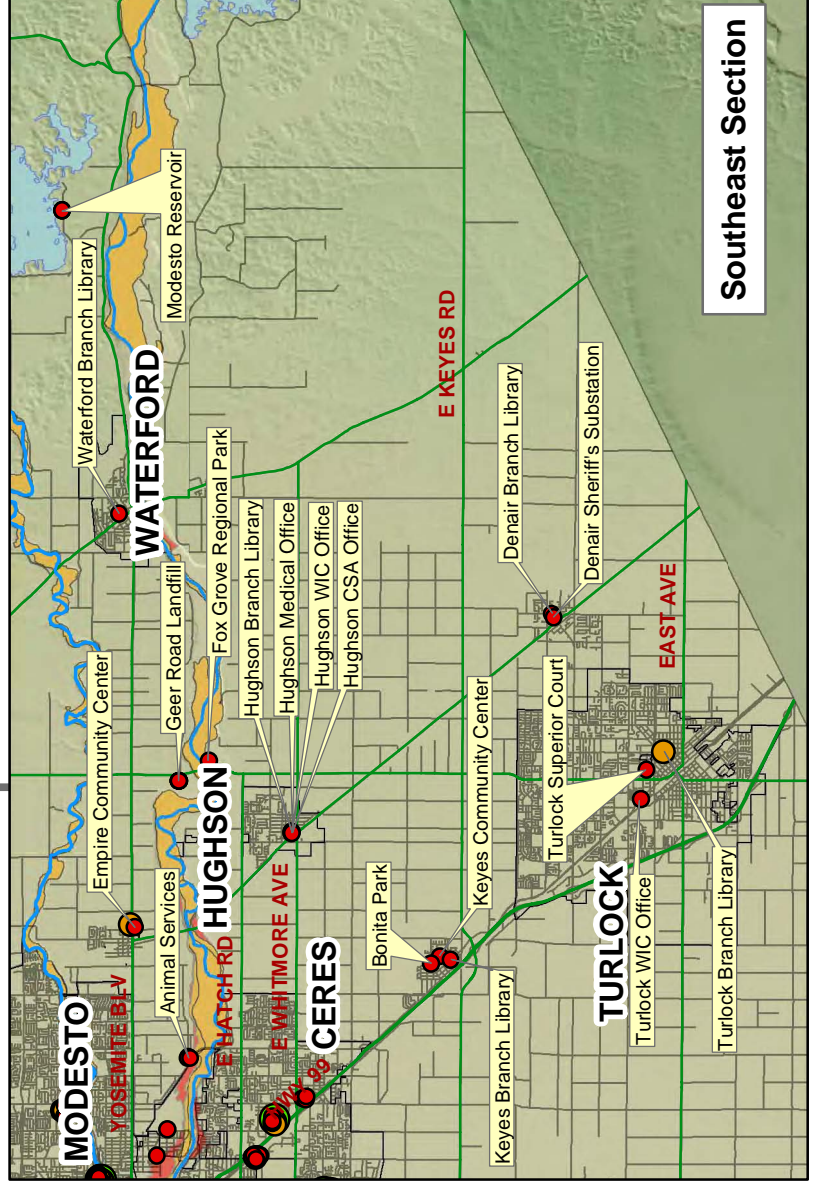 Modesto Reservoir
Waterford Branch Library
WATERFORD
Fox Grove Regional Park
Geer Road Landfill
Empire Community Center
Animal Services
HUGHSON
Hughson Branch Library
Hughson Medical Office
Hughson WIC Office
Hughson CSA Office
MODESTO
YOSEMITE BLV
E HATCH RD
E WHITMORE AVE
CERES
HWY 99
Bonita Park
Keyes Community Center
Keyes Branch Library
E KEYES RD
Denair Branch Library
Denair Sheriff's Substation
Turlock Superior Court
EAST AVE
TURLOCK
Turlock WIC Office
Turlock Branch Library
Southeast Section